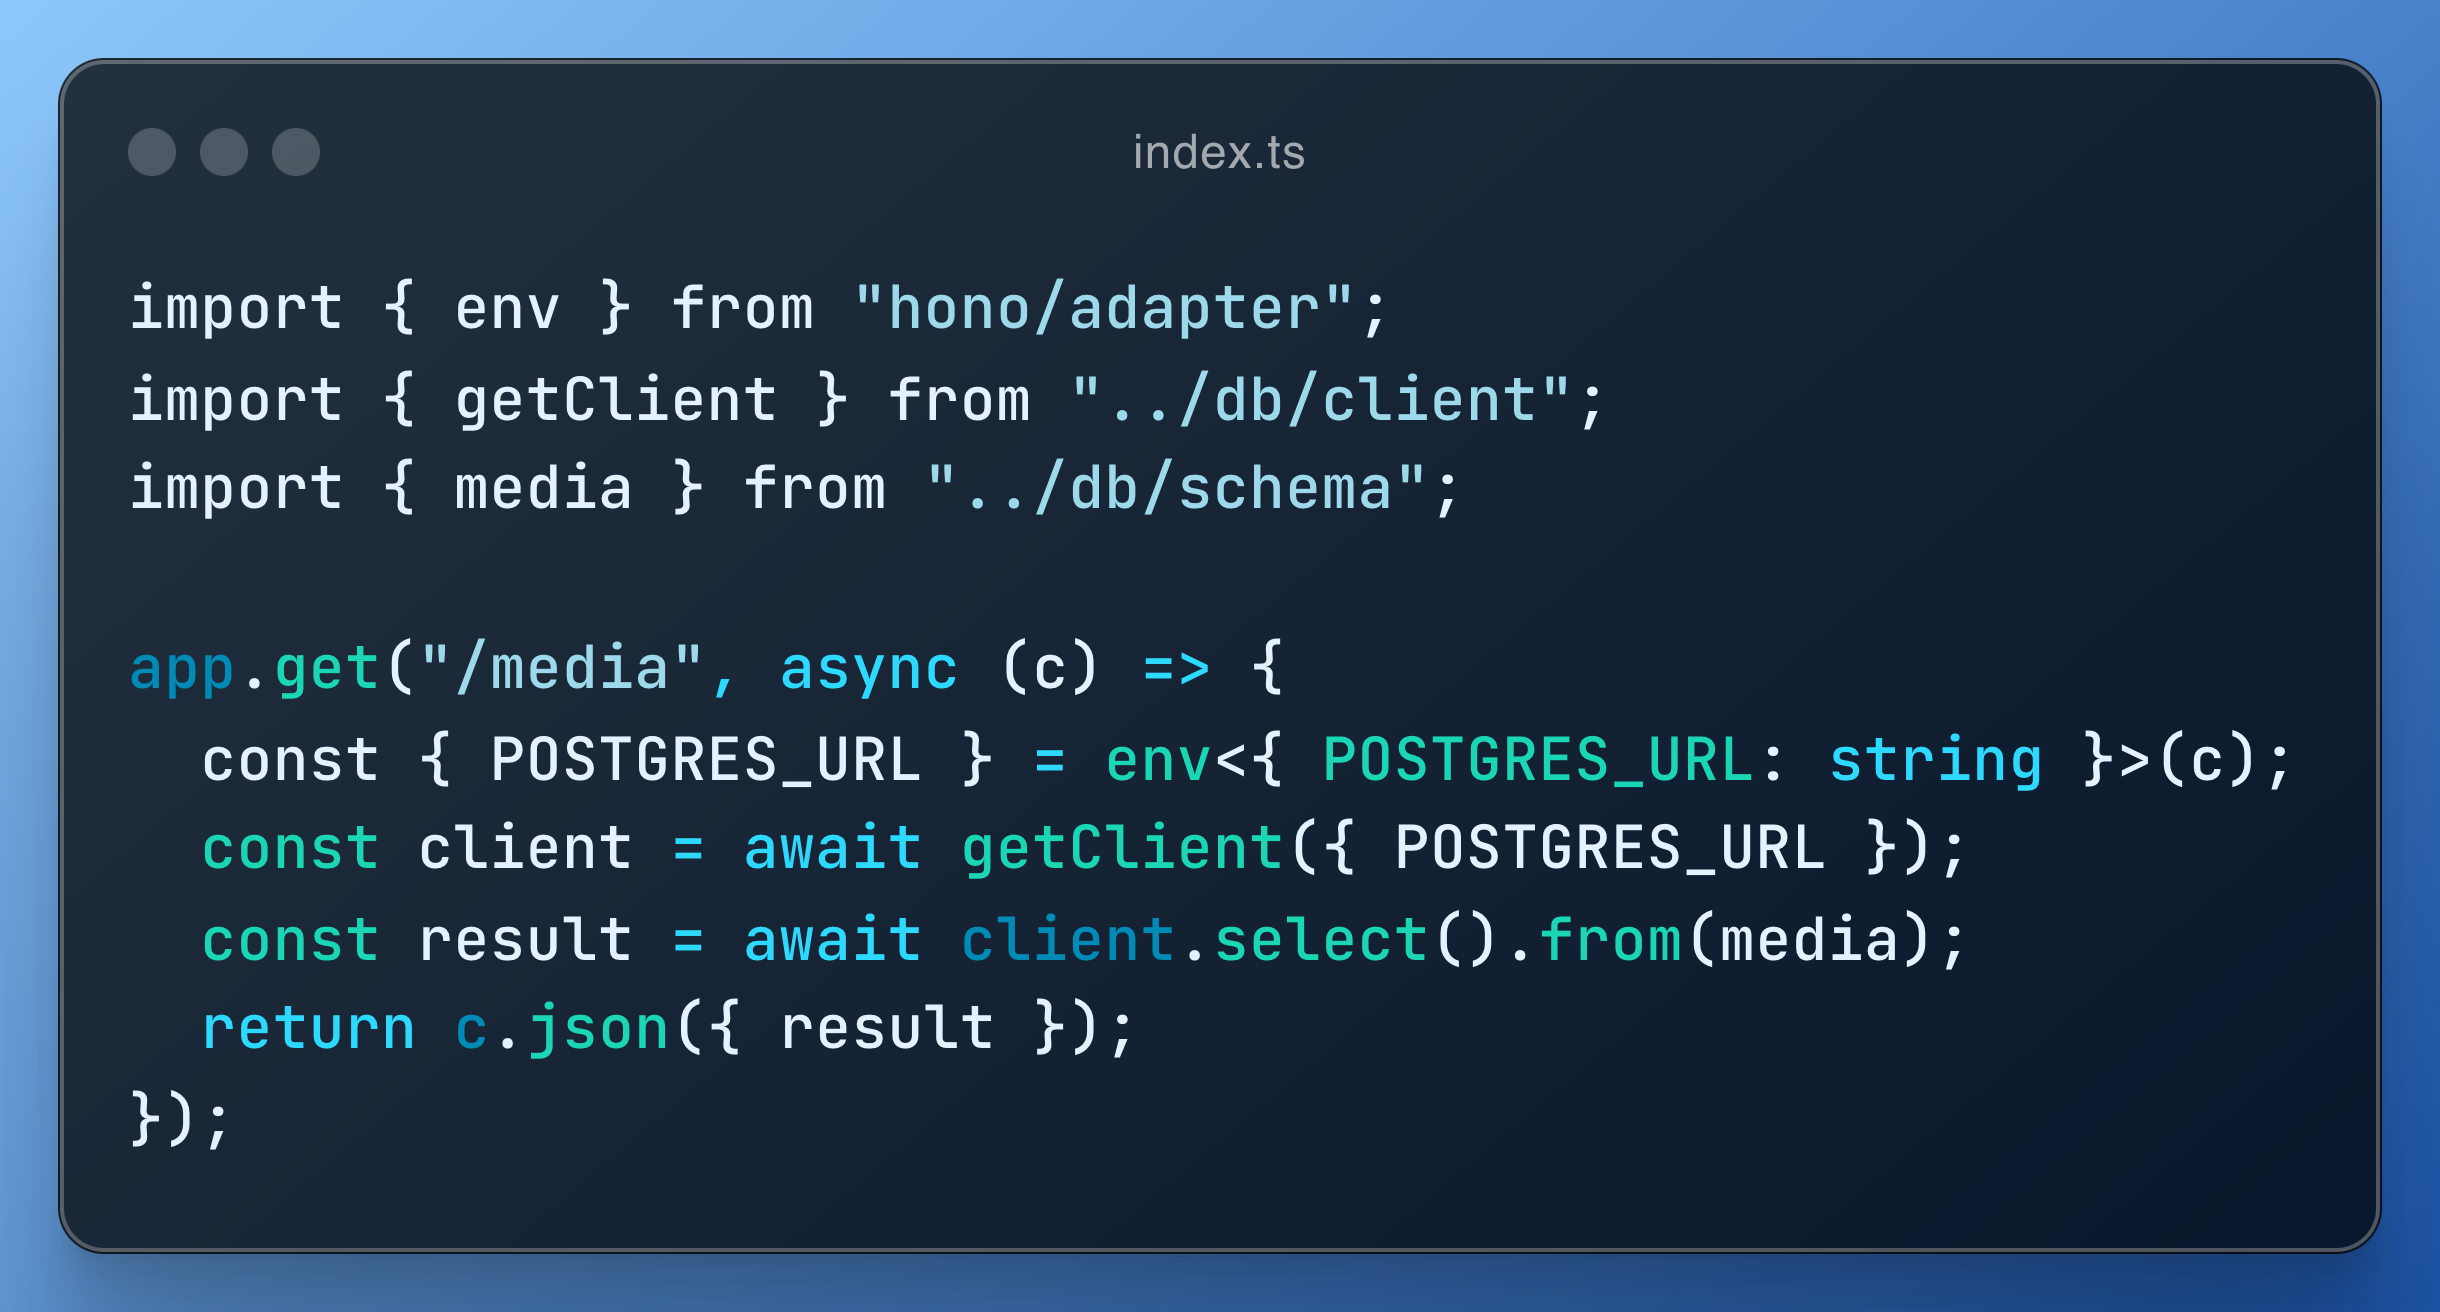 index.ts
import { env } from "hono/adapter";
import { getClient } from "../db/client";
import { media } from "../db/schema";

app.get("/media", async (c) => {
  const { POSTGRES_URL } = env<{ POSTGRES_URL: string }>(c);
  const client = await getClient({ POSTGRES_URL });
  const result = await client.select().from(media);
  return c.json({ result });
});